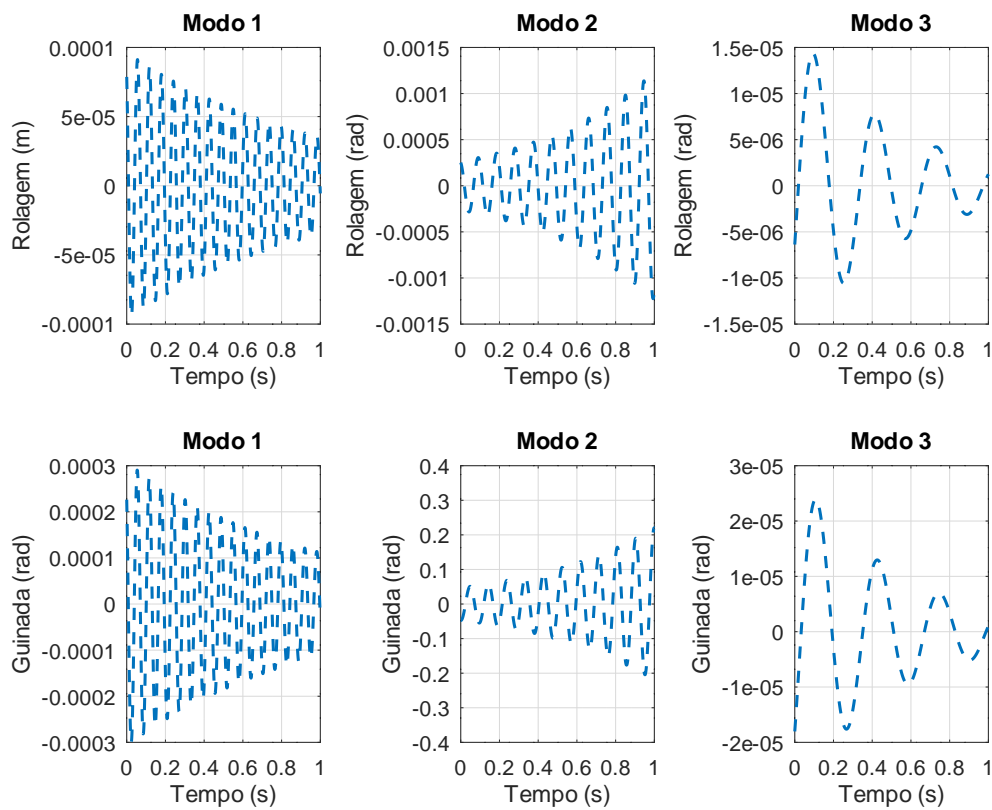 Modo 1
Modo 2
Modo 3
0.0001
5e-05
0
-5e-05
-0.0001
Rolagem (m)
0 0.2 0.4 0.6 0.8 1
Tempo (s)
0.0015
0.001
0.0005
0
-0.0005
-0.001
-0.0015
Rolagem (rad)
0 0.2 0.4 0.6 0.8 1
Tempo (s)
1.5e-05
1e-05
5e-06
0
-5e-06
-1e-05
-1.5e-05
Rolagem (rad)
0 0.2 0.4 0.6 0.8 1
Tempo (s)
Modo 1
Modo 2
Modo 3
0.0003
0.0002
0.0001
0
-0.0001
-0.0002
-0.0003
Guinada (rad)
0 0.2 0.4 0.6 0.8 1
Tempo (s)
0.4
0.3
0.2
0.1
0
-0.1
-0.2
-0.3
-0.4
Guinada (rad)
0 0.2 0.4 0.6 0.8 1
Tempo (s)
3e-05
2e-05
1e-05
0
-1e-05
-2e-05
Guinada (rad)
0 0.2 0.4 0.6 0.8 1
Tempo (s)